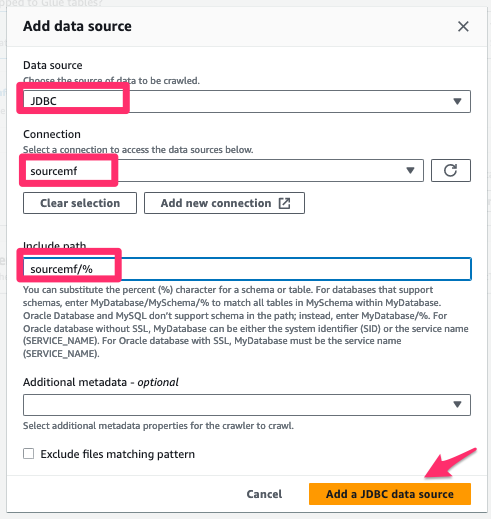 oped to Glue tables?
Add data source
Data source
Choose the source of data to be crawled.
JDBC
Connection
Select a connection to access the data sources below.
sourcemf
Clear selection
Add new connection
Include path
sourcemf/%
You can substitute the percent (%) character for a schema or table. For databases that support
schemas, enter MyDatabase/MySchema/% to match all tables in MySchema within MyDatabase.
Oracle Database and MySQL don't support schema in the path; instead, enter MyDatabase/%. For
Oracle database without SSL, MyDatabase can be either the system identifier (SID) or the service name
(SERVICE_NAME). For Oracle database with SSL, MyDatabase must be the service name
(SERVICE_NAME).
Additional metadata - optional
Select additional metadata properties for the crawler to crawl.
Exclude files matching pattern
Cancel
Add a JDBC data source